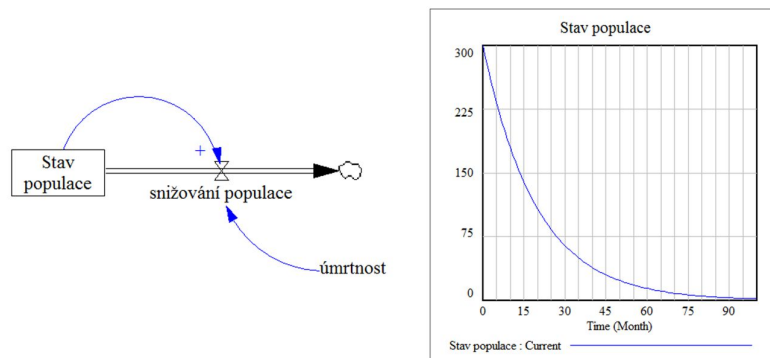 Stav
populace
+
snižování populace
úmrtnost
Stav populace
300
225
150
75
0
0 15 30 45 60 75 90
Time (Month)
Stav populace : Current